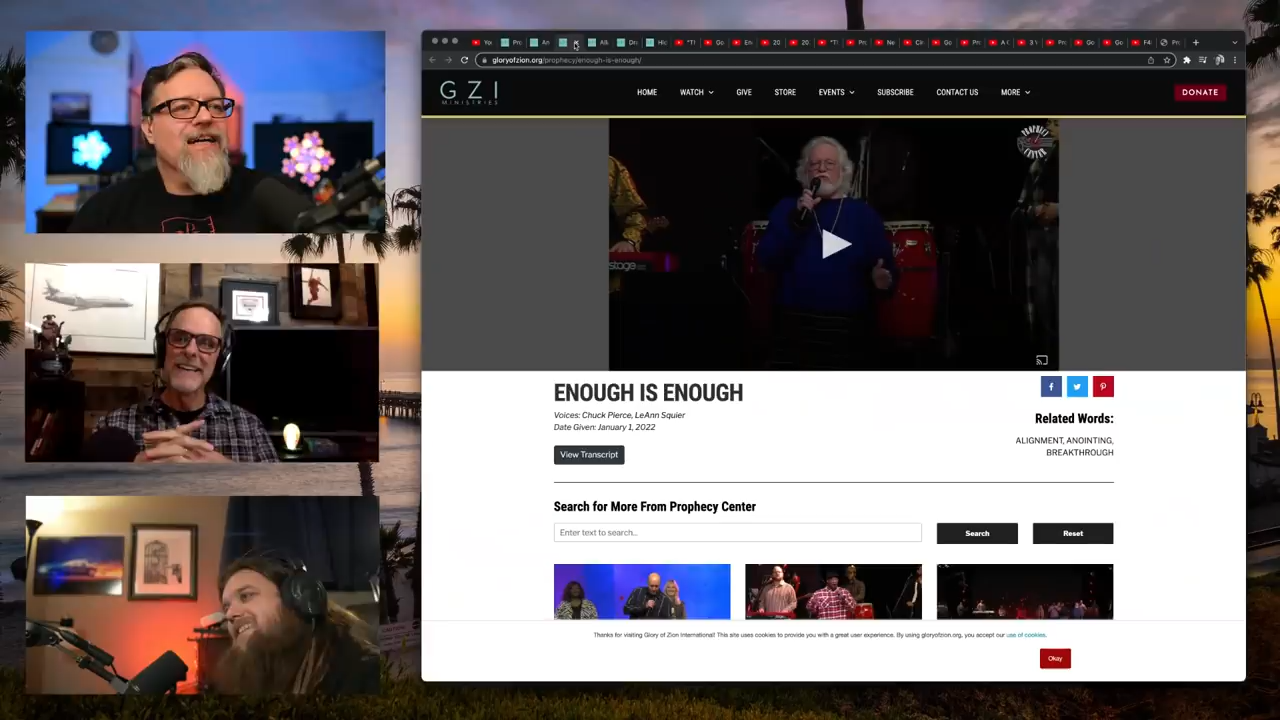 gloryofzion.org/prophecy/enough-is-enough/
GZI
MINISTRIES
HOME
WATCH
GIVE
STORE
EVENTS
SUBSCRIBE
CONTACT US
MORE
DONATE
PROPHECY
CENTER
stage
ENOUGH IS ENOUGH
Voices: Chuck Pierce, LeAnn Squier
Date Given: January 1, 2022
View Transcript
Related Words:
ALIGNMENT, ANOINTING,
BREAKTHROUGH
Search for More From Prophecy Center
Enter text to search...
Search
Reset
Thanks for visiting Glory of Zion International! This site uses cookies to provide you with a great user experience. By using gloryofzion.org, you accept our use of cookies.
Okay